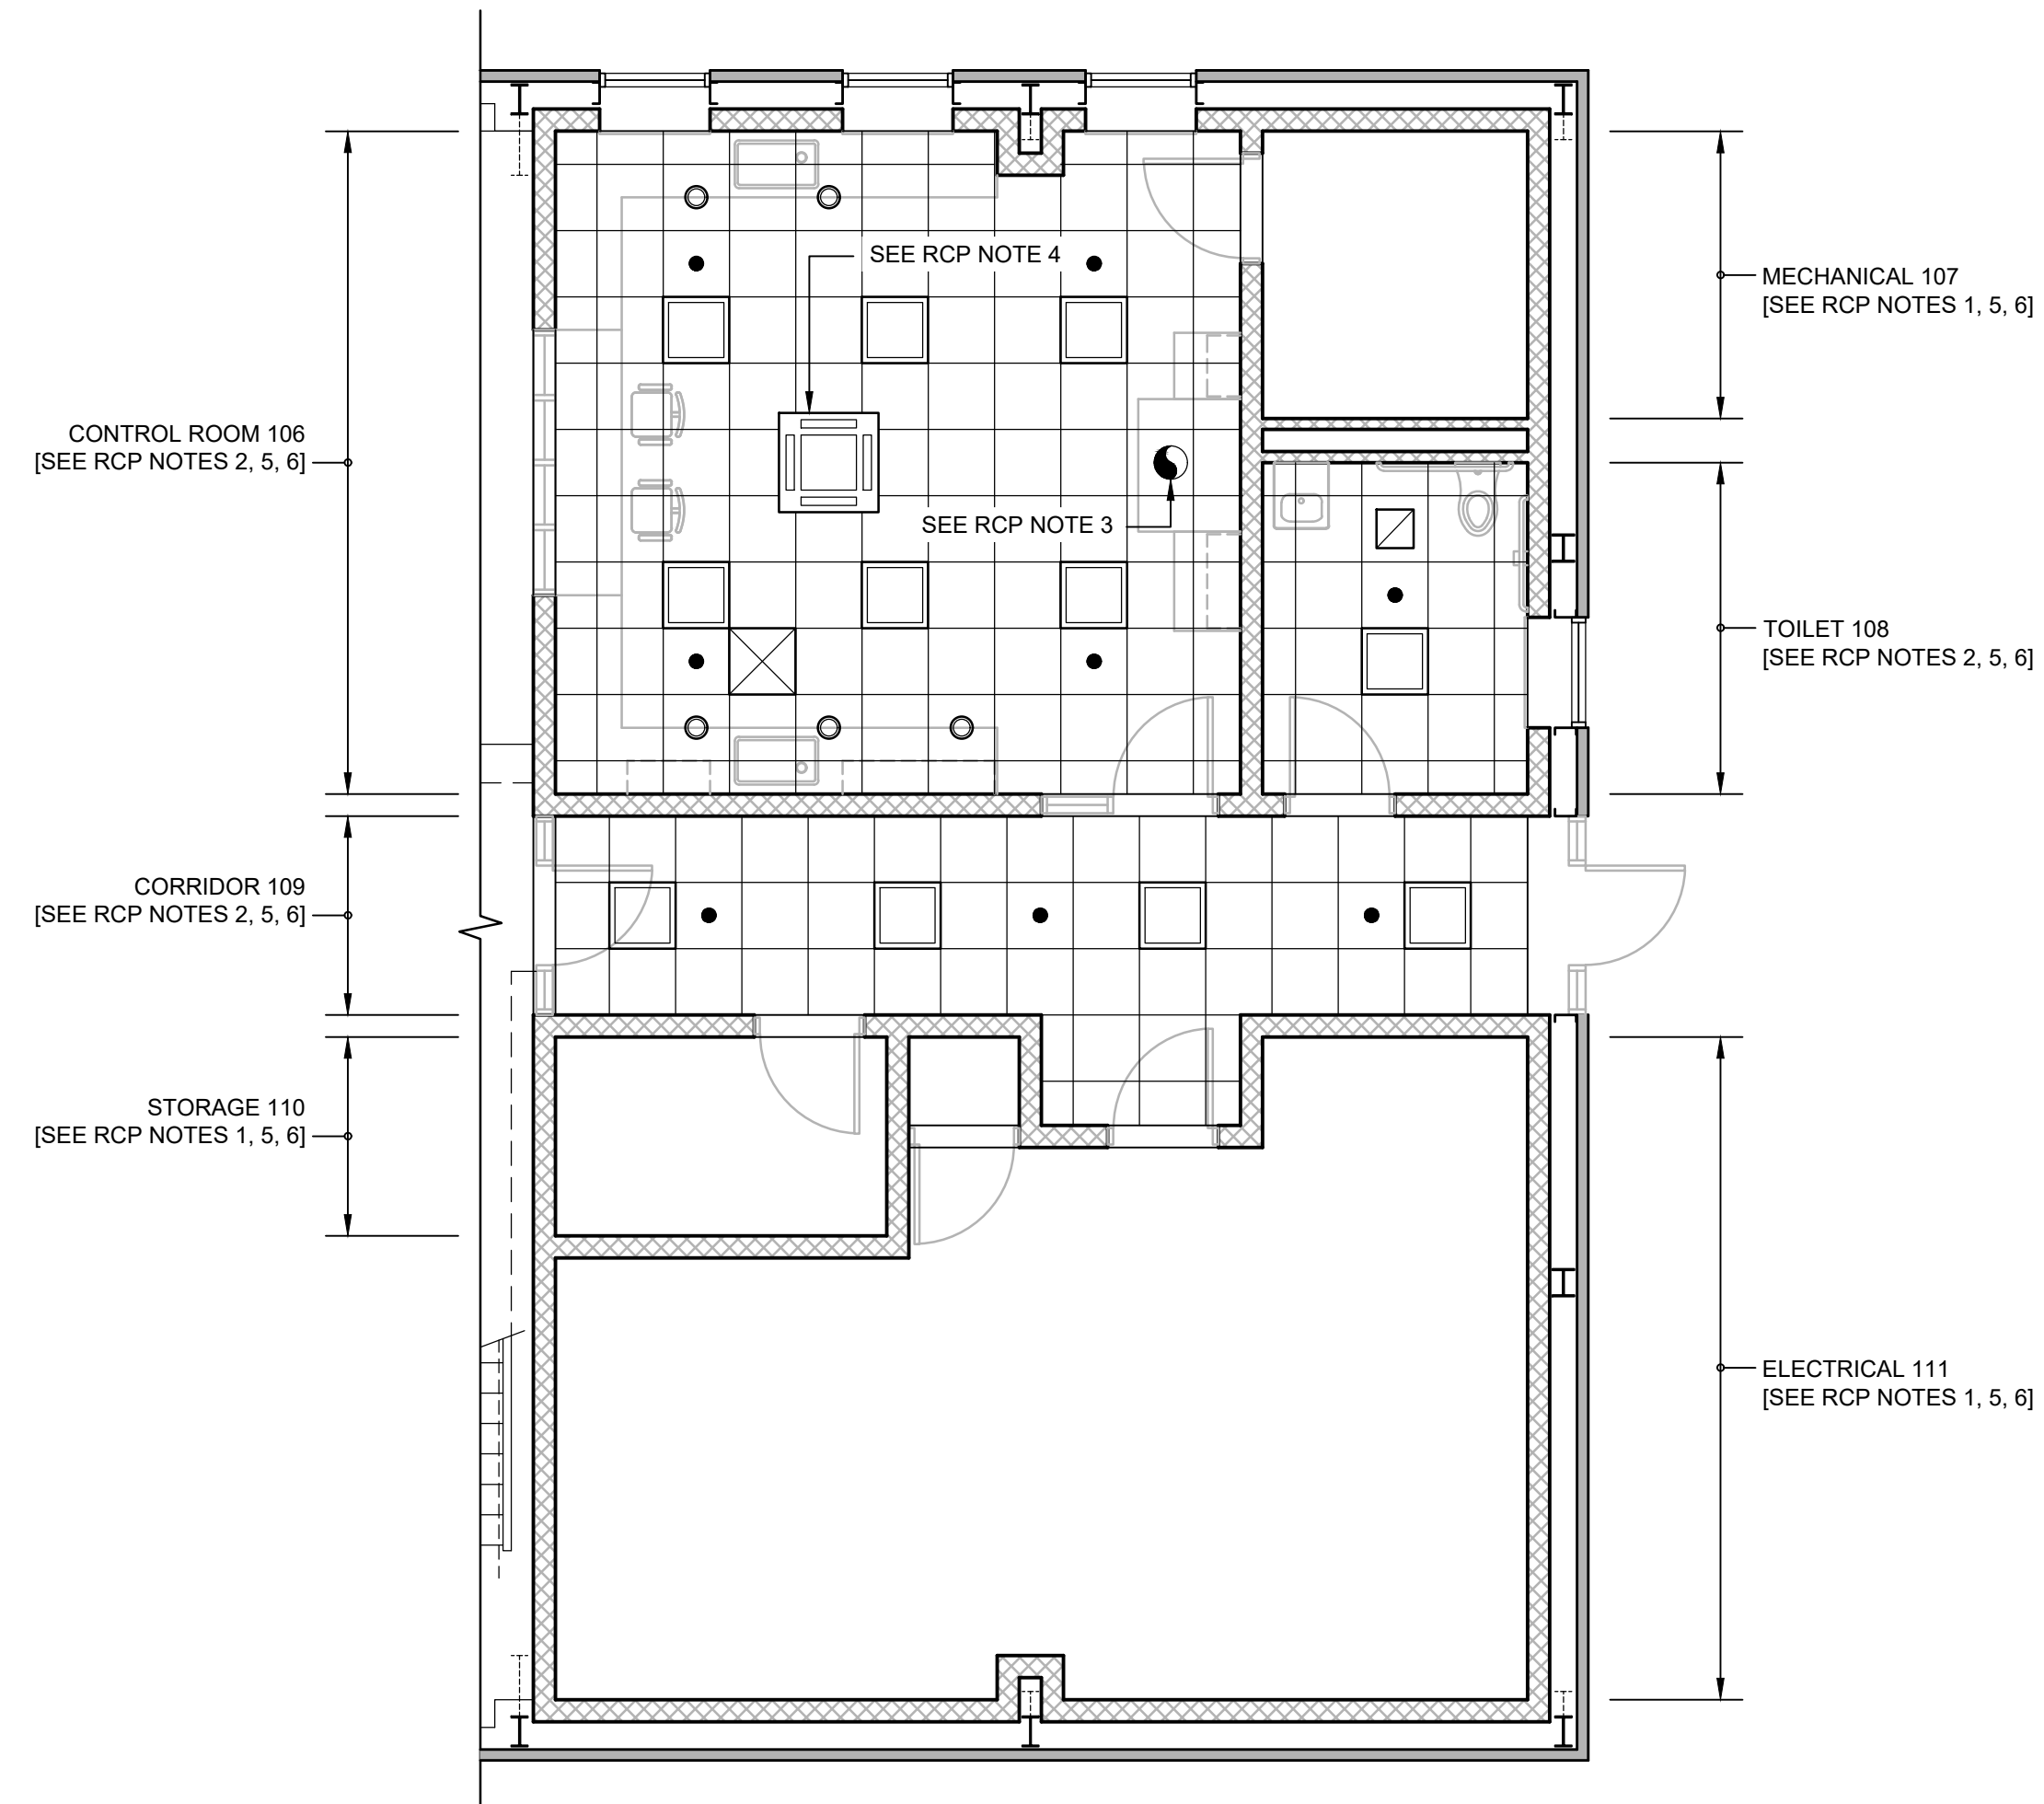 SEE RCP NOTE 4
MECHANICAL 107
[SEE RCP NOTES 1, 5, 6]
CONTROL ROOM 106
[SEE RCP NOTES 2, 5, 6]
SEE RCP NOTE 3
TOILET 108
[SEE RCP NOTES 2, 5, 6]
CORRIDOR 109
[SEE RCP NOTES 2, 5, 6]
STORAGE 110
[SEE RCP NOTES 1, 5, 6]
ELECTRICAL 111
[SEE RCP NOTES 1, 5, 6]